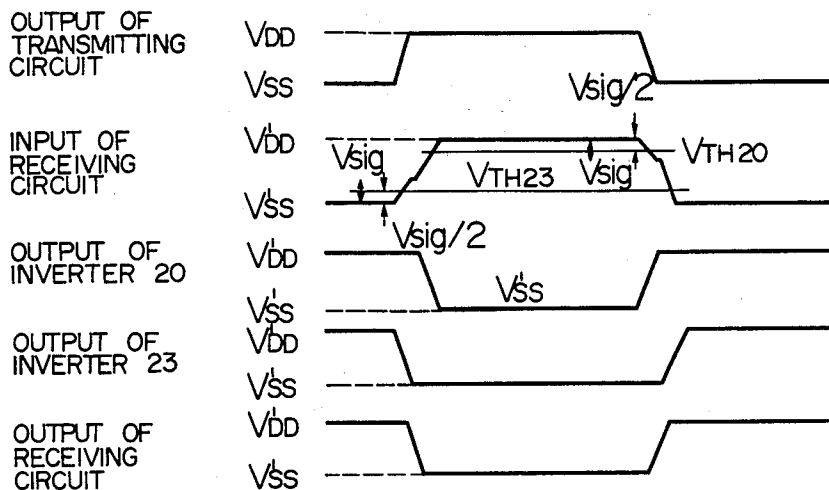 OUTPUT OF
TRANSMITTING
CIRCUIT
VDD
VSS
Vsig/2
INPUT OF
RECEIVING
CIRCUIT
V'DD
Vsig
VTH23
Vsig
VTH20
V'SS
Vsig/2
OUTPUT OF
INVERTER 20
V'DD
V'SS
V'SS
OUTPUT OF
INVERTER 23
V'DD
V'SS
OUTPUT OF
RECEIVING
CIRCUIT
V'DD
V'SS